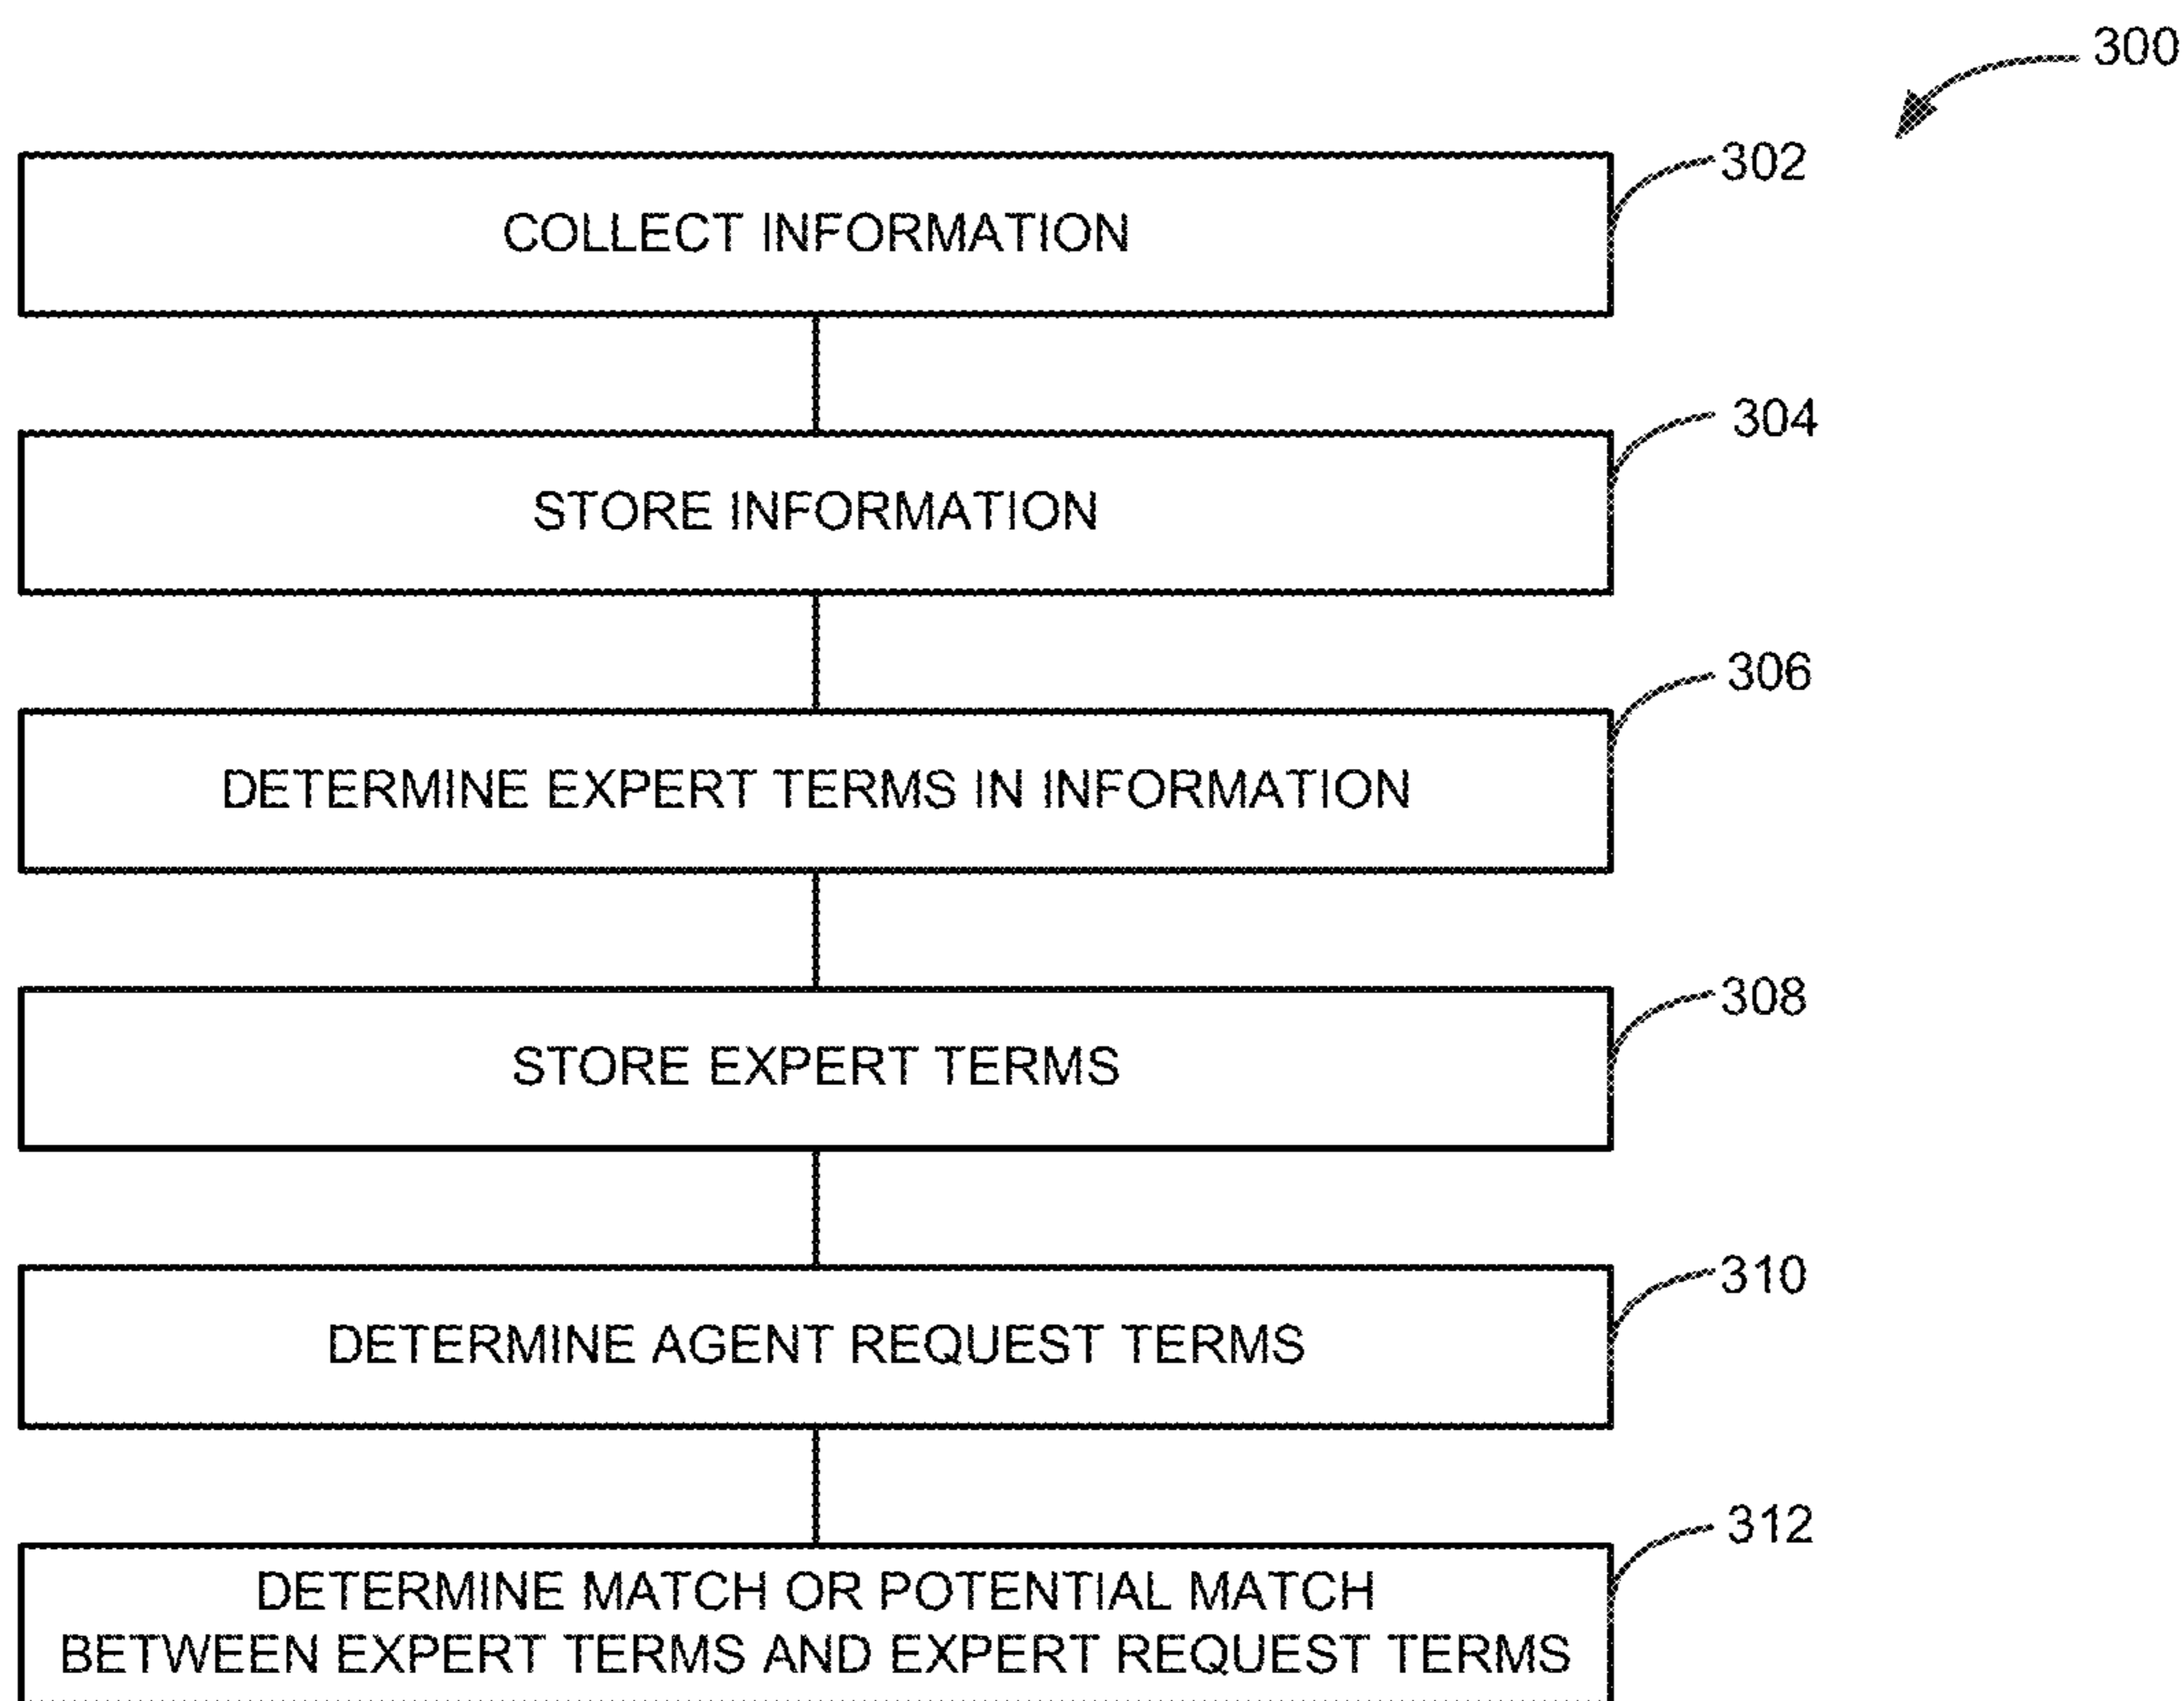 300
302
COLLECT INFORMATION
304
STORE INFORMATION
306
DETERMINE EXPERT TERMS IN INFORMATION
308
STORE EXPERT TERMS
310
DETERMINE AGENT REQUEST TERMS
312
DETERMINE MATCH OR POTENTIAL MATCH
BETWEEN EXPERT TERMS AND EXPERT REQUEST TERMS